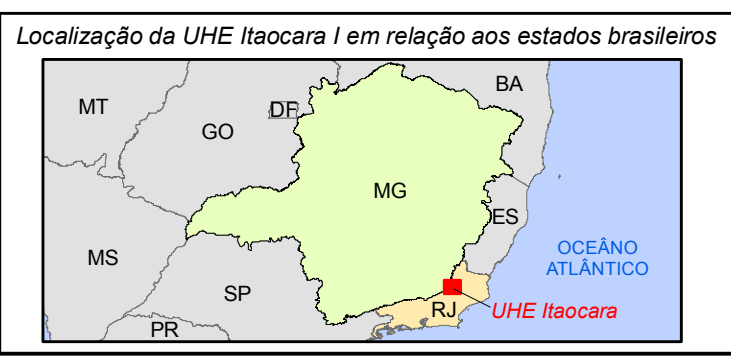 Localização da UHE Itaocara I em relação aos estados brasileiros
BA
MT
DF
GO
MG
ES
OCEÂNO
ATLÂNTICO
MS
SP
RJ
UHE Itaocara
PR